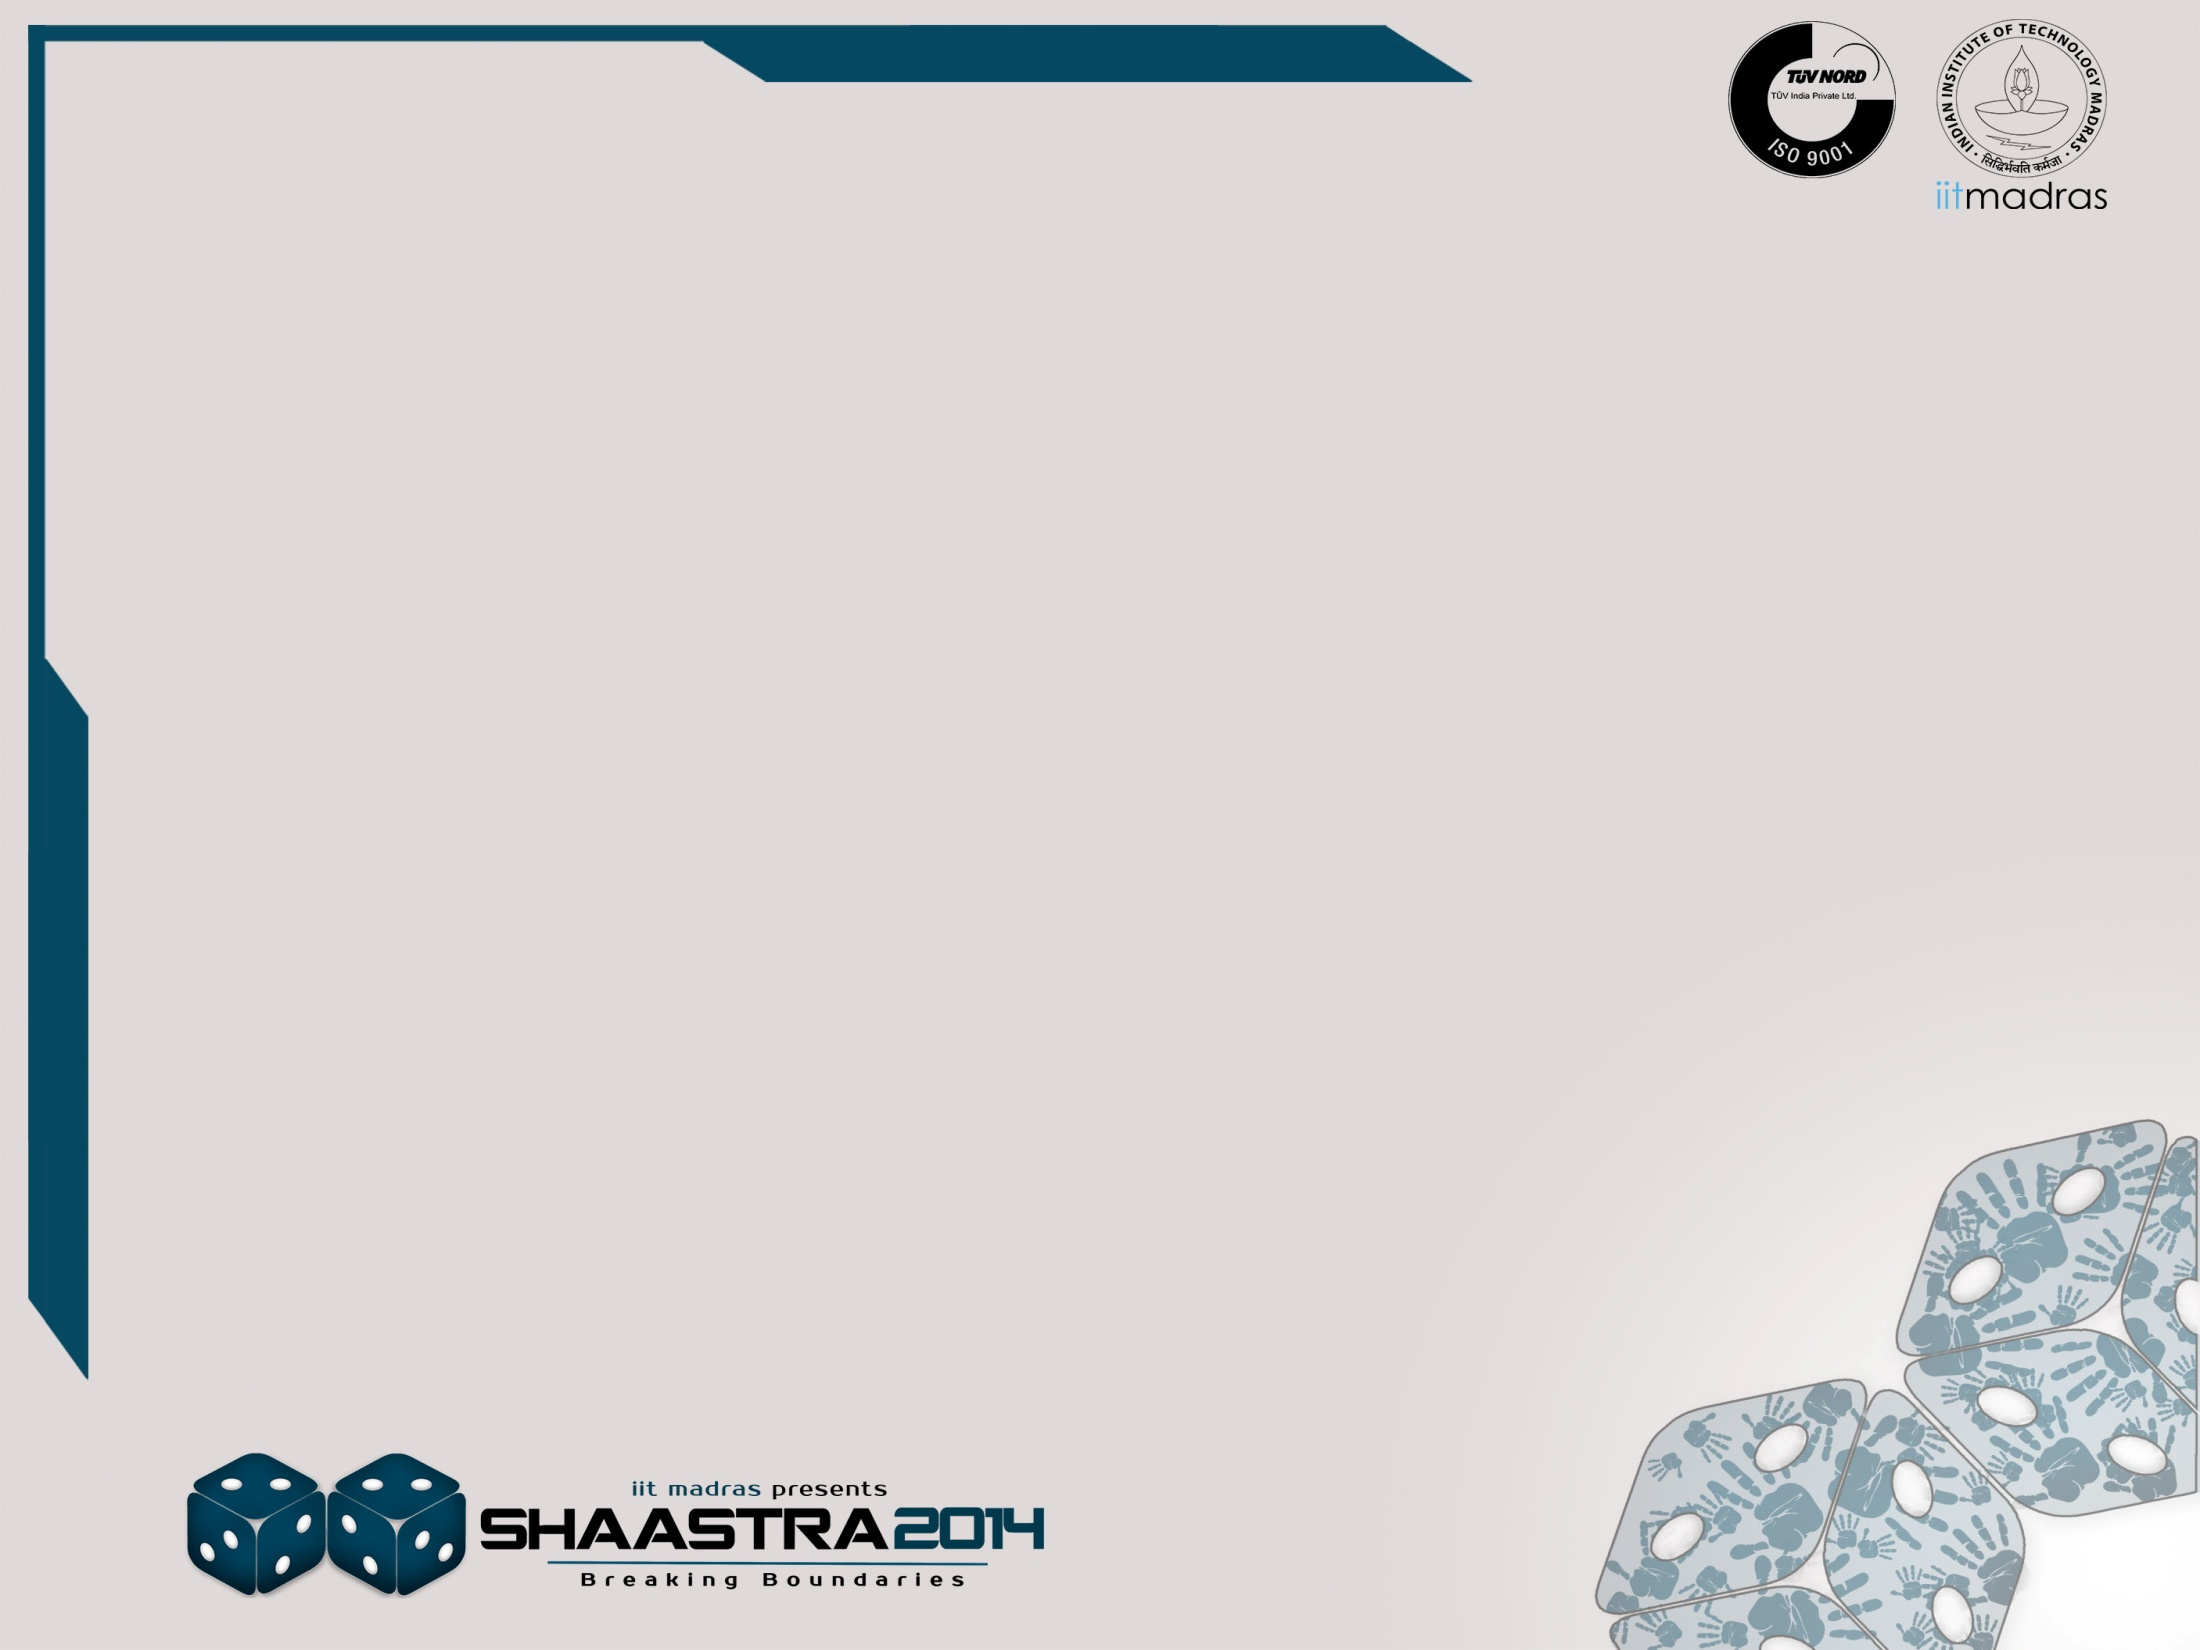 TÜV NORD
TÜV India Private Ltd.
ISO 9001
INDIAN INSTITUTE OF TECHNOLOGY MADRAS
सिद्धिर्भवति कर्मजा
iitmadras
iit madras presents
SHAASTRA2014
Breaking Boundaries